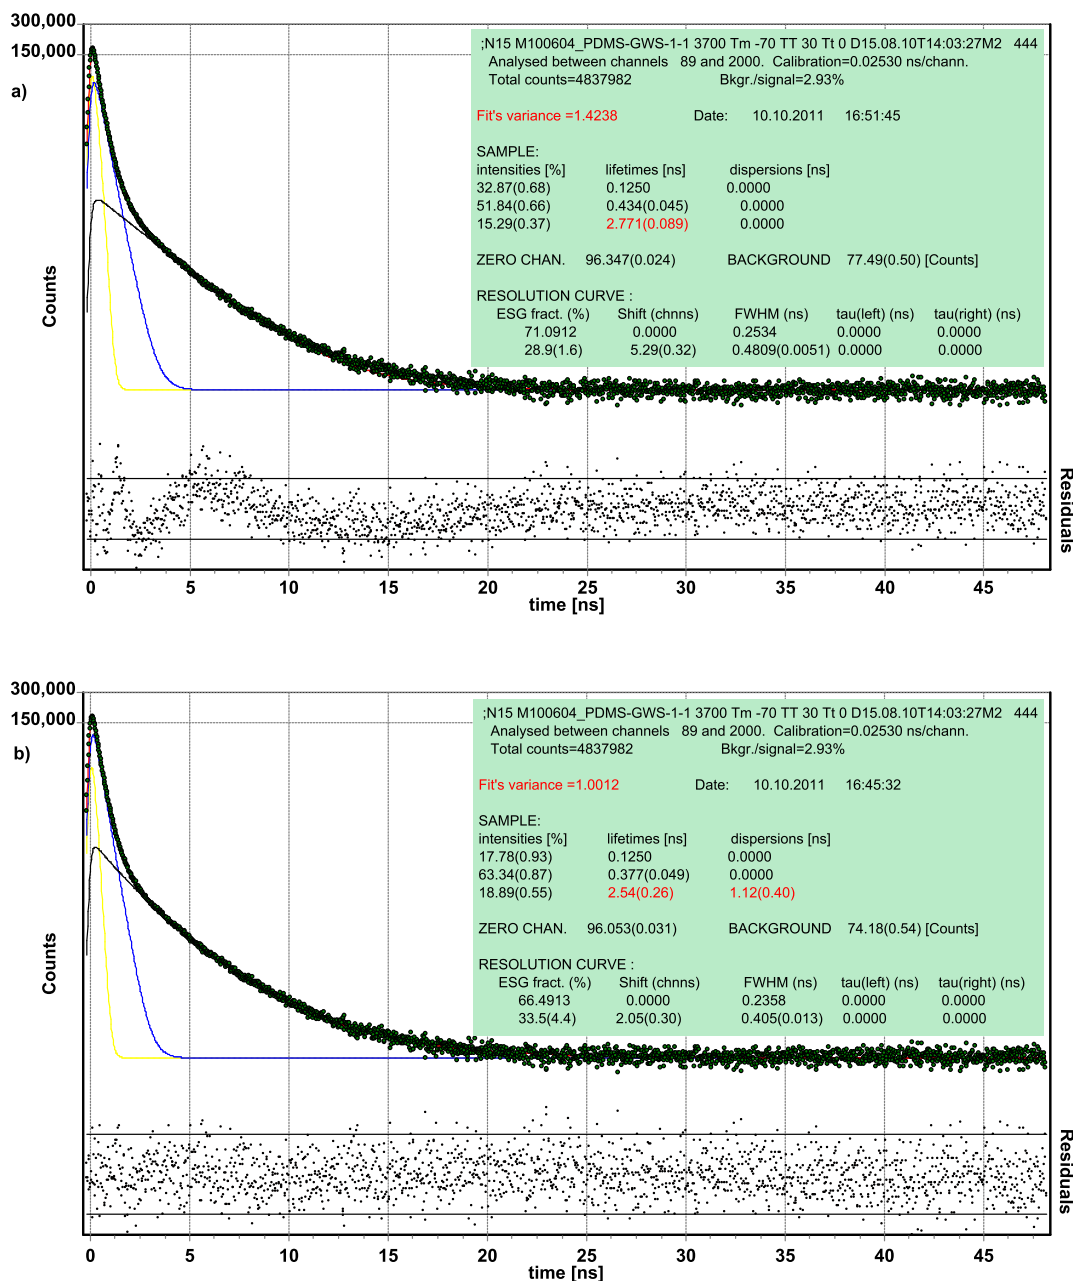 300,000
150,000
a)
;N15 M100604_PDMS-GWS-1-1 3700 Tm -70 TT 30 Tt 0 D15.08.10T14:03:27M2 444
Analysed between channels 89 and 2000. Calibration=0.02530 ns/chann.
Total counts=4837982 Bkgr./signal=2.93%
Fit's variance =1.4238 Date: 10.10.2011 16:51:45
SAMPLE:
intensities [%] lifetimes [ns] dispersions [ns]
32.87(0.68) 0.1250 0.0000
51.84(0.66) 0.434(0.045) 0.0000
15.29(0.37) 2.771(0.089) 0.0000
ZERO CHAN. 96.347(0.024) BACKGROUND 77.49(0.50) [Counts]
RESOLUTION CURVE :
ESG fract. (%) Shift (chnns) FWHM (ns) tau(left) (ns) tau(right) (ns)
71.0912 0.0000 0.2534 0.0000 0.0000
28.9(1.6) 5.29(0.32) 0.4809(0.0051) 0.0000 0.0000
Counts
Residuals
0 5 10 15 20 25 30 35 40 45
time [ns]
300,000
150,000
b)
;N15 M100604_PDMS-GWS-1-1 3700 Tm -70 TT 30 Tt 0 D15.08.10T14:03:27M2 444
Analysed between channels 89 and 2000. Calibration=0.02530 ns/chann.
Total counts=4837982 Bkgr./signal=2.93%
Fit's variance =1.0012 Date: 10.10.2011 16:45:32
SAMPLE:
intensities [%] lifetimes [ns] dispersions [ns]
17.78(0.93) 0.1250 0.0000
63.34(0.87) 0.377(0.049) 0.0000
18.89(0.55) 2.54(0.26) 1.12(0.40)
ZERO CHAN. 96.053(0.031) BACKGROUND 74.18(0.54) [Counts]
RESOLUTION CURVE :
ESG fract. (%) Shift (chnns) FWHM (ns) tau(left) (ns) tau(right) (ns)
66.4913 0.0000 0.2358 0.0000 0.0000
33.5(4.4) 2.05(0.30) 0.405(0.013) 0.0000 0.0000
Counts
Residuals
0 5 10 15 20 25 30 35 40 45
time [ns]